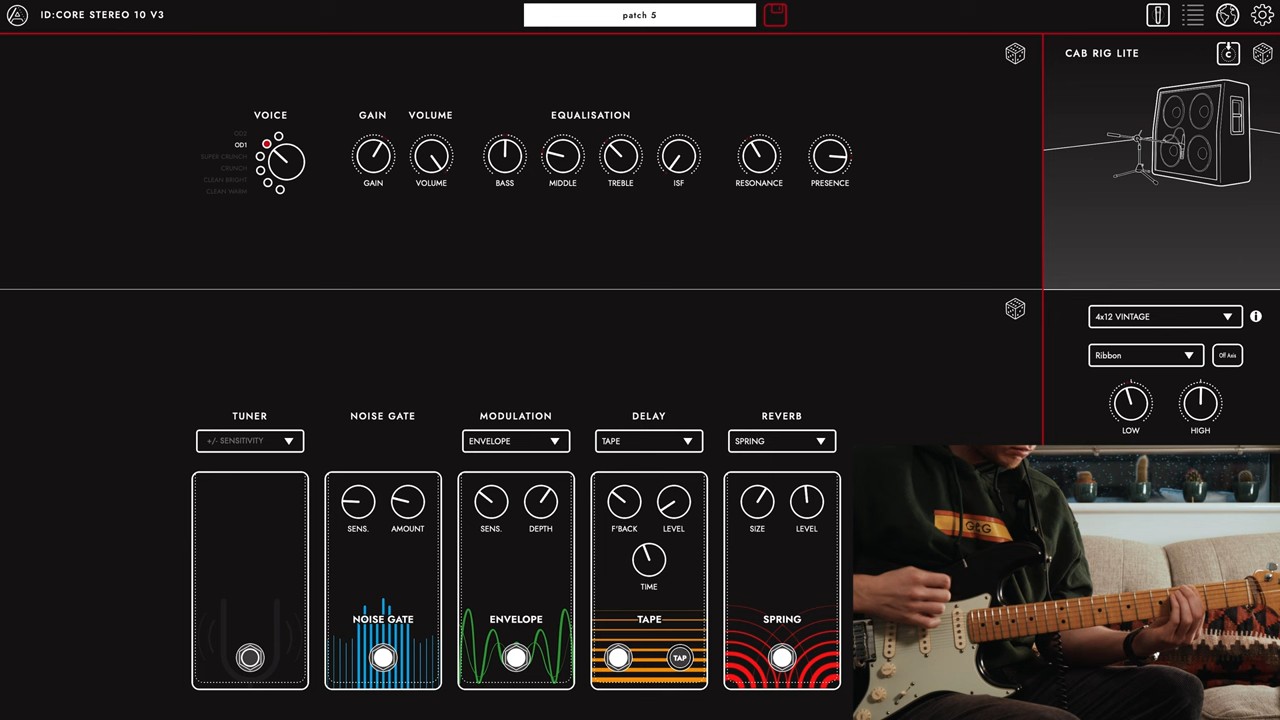 ID:CORE STEREO 10 V3
patch 5
CAB RIG LITE
C
VOICE
GAIN
VOLUME
EQUALISATION
OD2
OD1
SUPER CRUNCH
CRUNCH
CLEAN BRIGHT
CLEAN WARM
GAIN
VOLUME
BASS
MIDDLE
TREBLE
ISF
RESONANCE
PRESENCE
4x12 VINTAGE
Ribbon
Off Axis
LOW
HIGH
TUNER
NOISE GATE
MODULATION
DELAY
REVERB
+/- SENSITIVITY
ENVELOPE
TAPE
SPRING
SENS.
AMOUNT
SENS.
DEPTH
F'BACK
LEVEL
SIZE
LEVEL
TIME
NOISE GATE
ENVELOPE
TAPE
SPRING
TAP